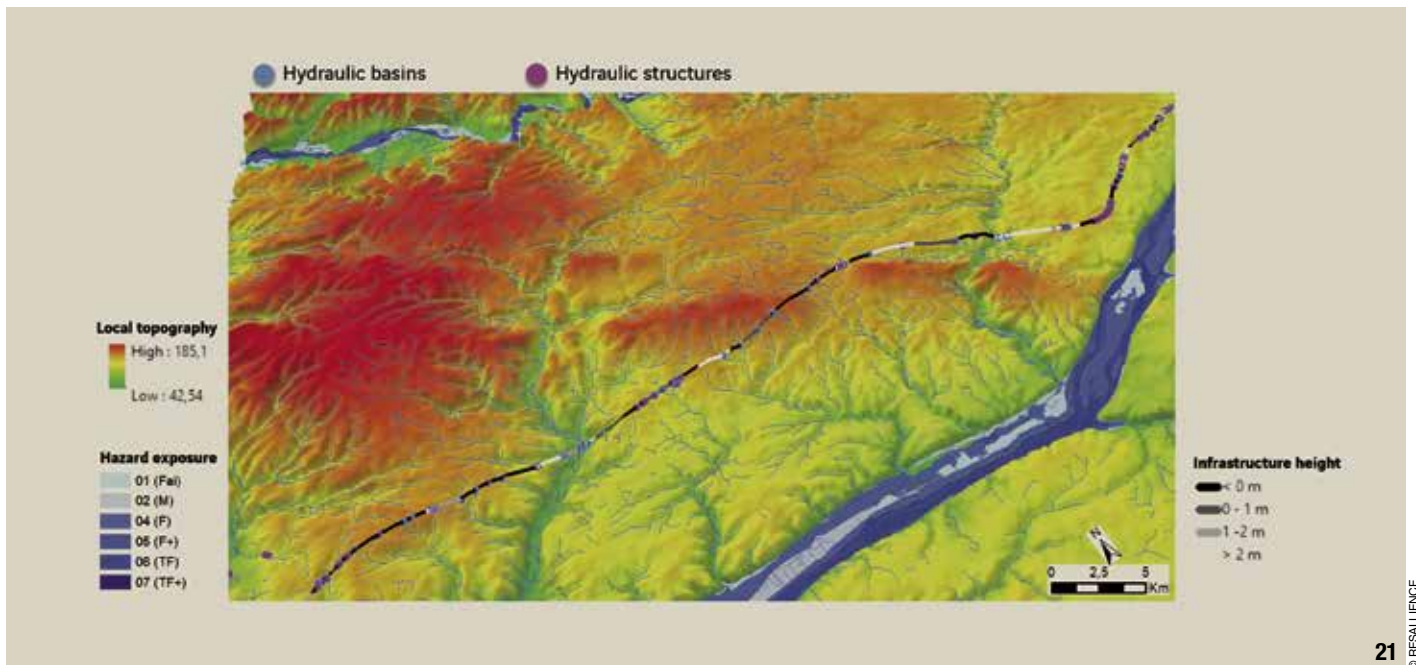 Hydraulic basins
Hydraulic structures
Local topography
High : 185,1
Low : 42,54
Hazard exposure
01 (Fai)
02 (M)
04 (F)
05 (F+)
06 (TF)
07 (TF+)
Infrastructure height
< 0 m
0 - 1 m
1 -2 m
> 2 m
N
0 2,5 5
Km
21
© RESALLIENCE